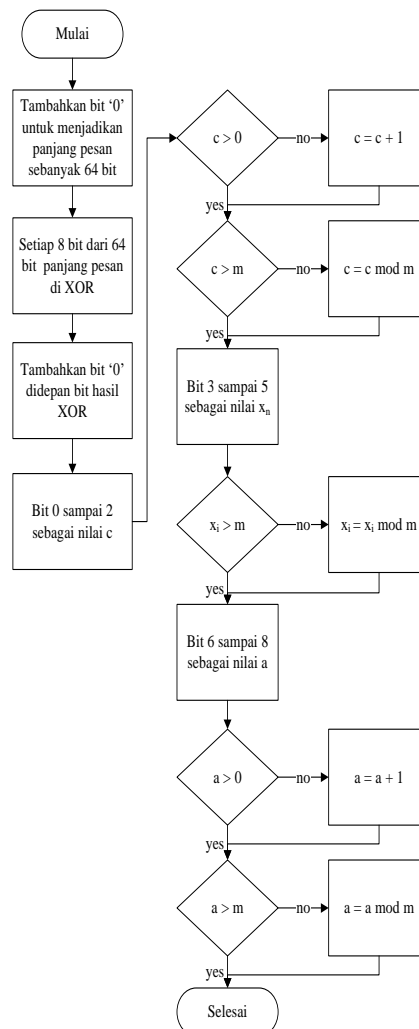 Mulai
Tambahkan bit ‘0’
untuk menjadikan
panjang pesan
sebanyak 64 bit
Setiap 8 bit dari 64
bit panjang pesan
di XOR
Tambahkan bit ‘0’
didepan bit hasil
XOR
Bit 0 sampai 2
sebagai nilai c
c > 0
no
c = c + 1
yes
c > m
no
c = c mod m
yes
Bit 3 sampai 5
sebagai nilai xn
xi > m
no
xi = xi mod m
yes
Bit 6 sampai 8
sebagai nilai a
a > 0
no
a = a + 1
yes
a > m
no
a = a mod m
yes
Selesai